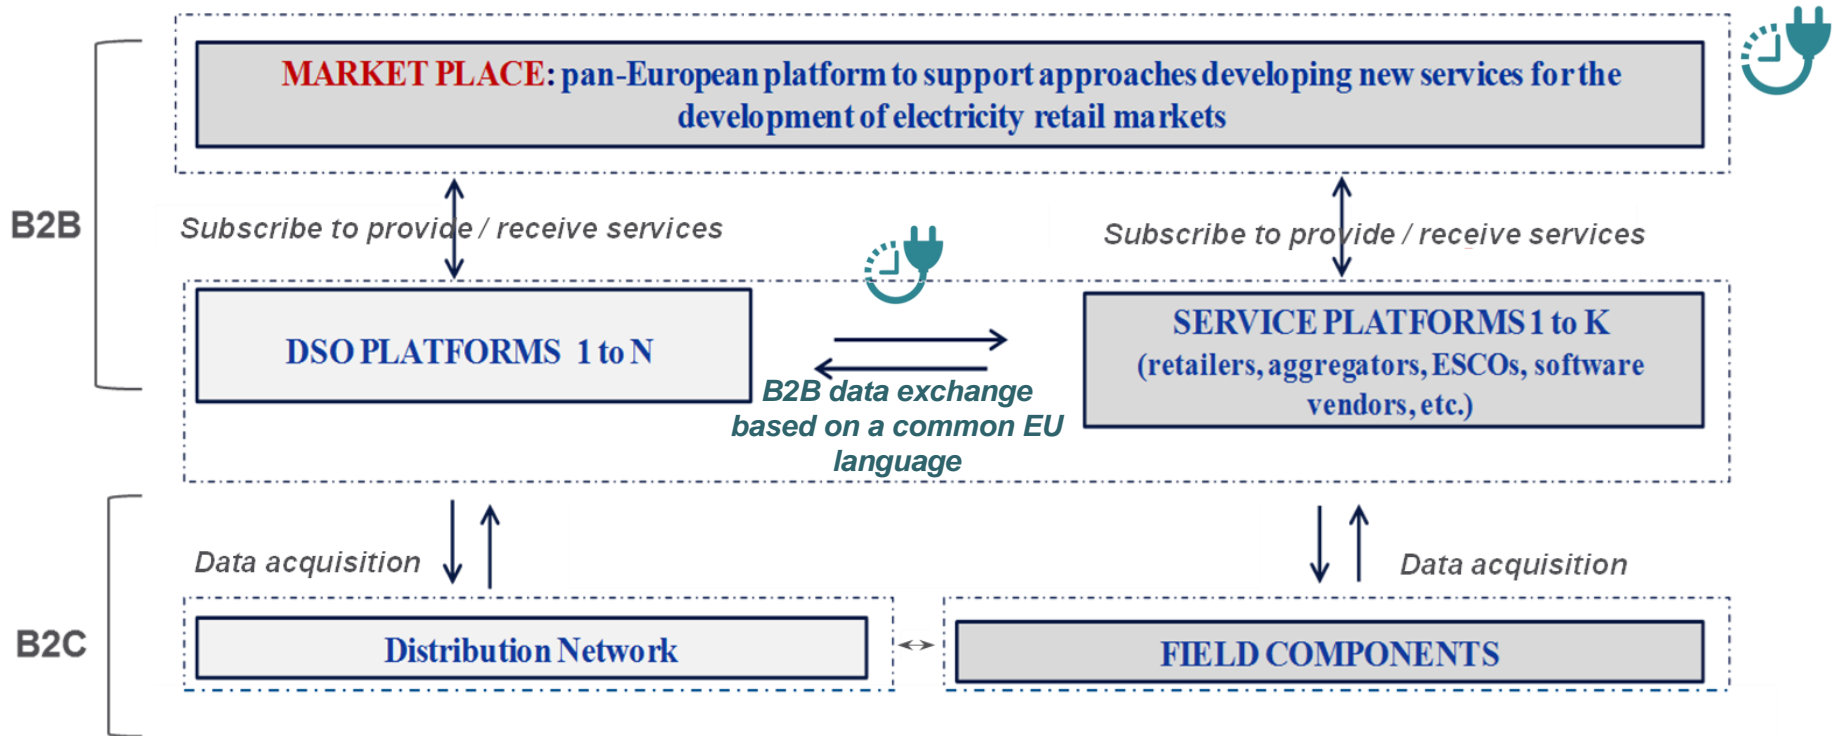 MARKET PLACE: pan-European platform to support approaches developing new services for the
development of electricity retail markets
B2B
Subscribe to provide / receive services
Subscribe to provide / receive services
DSO PLATFORMS 1 to N
SERVICE PLATFORMS 1 to K
(retailers, aggregators, ESCOs, software
vendors, etc.)
B2B data exchange
based on a common EU
language
Data acquisition
Data acquisition
B2C
Distribution Network
FIELD COMPONENTS